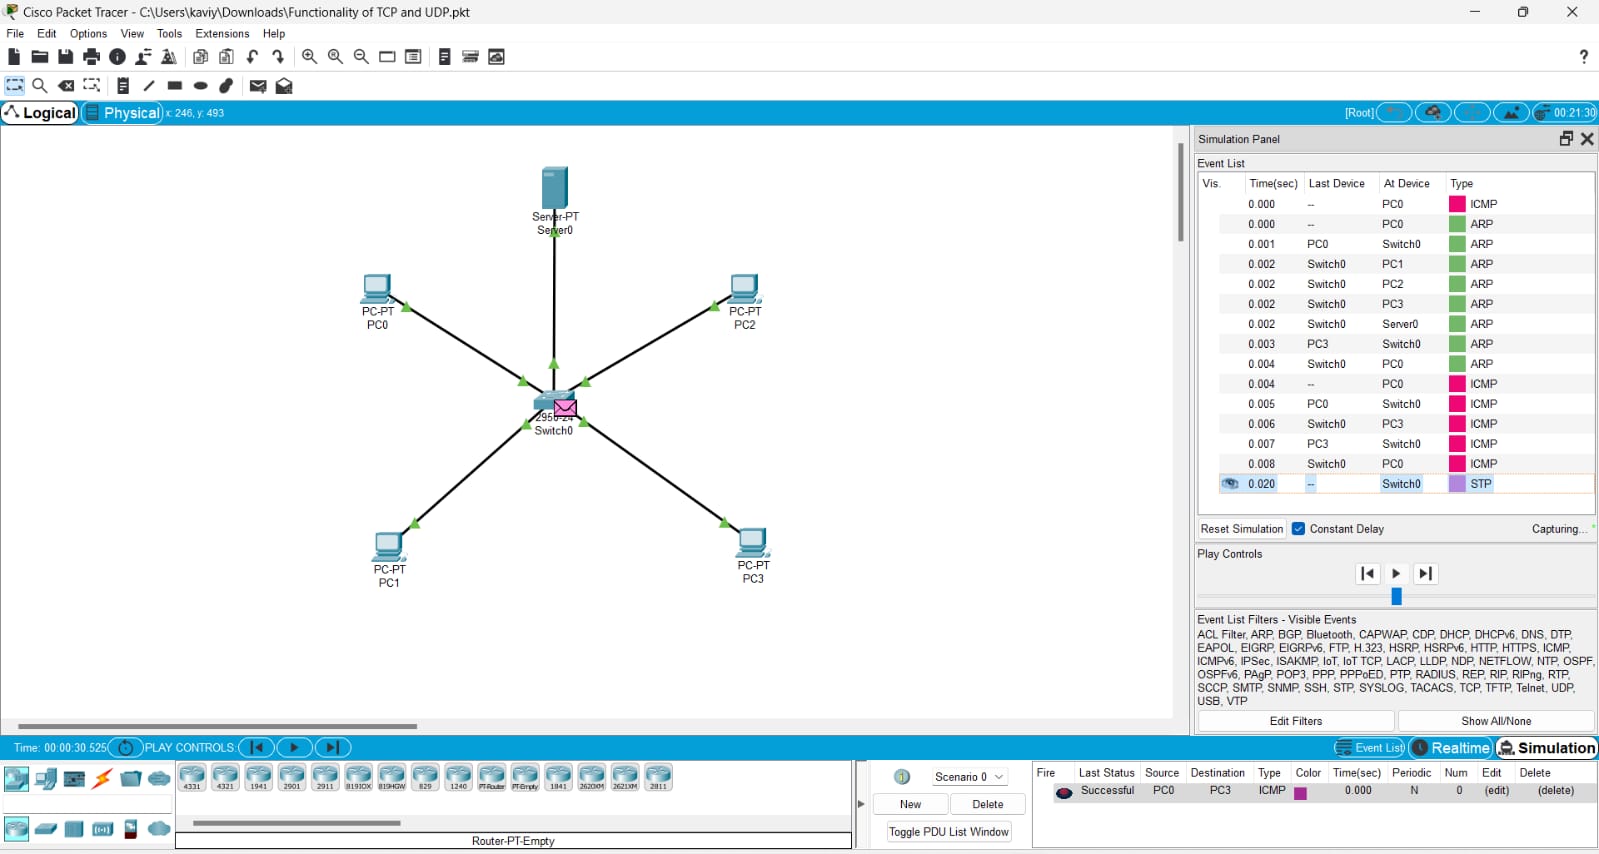 Cisco Packet Tracer - C:\Users\kaviy\Downloads\Functionality of TCP and UDP.pkt
File Edit Options View Tools Extensions Help
?
Logical Physical x: 246, y: 493 [Root] 00:21:30
Simulation Panel
Event List
Vis. Time(sec) Last Device At Device Type
0.000 -- PC0 ICMP
0.000 -- PC0 ARP
0.001 PC0 Switch0 ARP
0.002 Switch0 PC1 ARP
0.002 Switch0 PC2 ARP
0.002 Switch0 PC3 ARP
0.002 Switch0 Server0 ARP
0.003 PC3 Switch0 ARP
0.004 Switch0 PC0 ARP
0.004 -- PC0 ICMP
0.005 PC0 Switch0 ICMP
0.006 Switch0 PC3 ICMP
0.007 PC3 Switch0 ICMP
0.008 Switch0 PC0 ICMP
0.020 -- Switch0 STP
Reset Simulation Constant Delay Capturing...
Play Controls
Event List Filters - Visible Events
ACL Filter, ARP, BGP, Bluetooth, CAPWAP, CDP, DHCP, DHCPv6, DNS, DTP,
EAPOL, EIGRP, EIGRPv6, FTP, H.323, HSRP, HSRPv6, HTTP, HTTPS, ICMP,
ICMPv6, IPSec, ISAKMP, IoT, IoT TCP, LACP, LLDP, NDP, NETFLOW, NTP, OSPF,
OSPFv6, PAgP, POP3, PPP, PPPoED, PTP, RADIUS, REP, RIP, RIPng, RTP,
SCCP, SMTP, SNMP, SSH, STP, SYSLOG, TACACS, TCP, TFTP, Telnet, UDP,
USB, VTP
Edit Filters Show All/None
Server-PT
Server0
PC-PT
PC0
PC-PT
PC2
2950-24
Switch0
PC-PT
PC1
PC-PT
PC3
Time: 00:00:30.525 PLAY CONTROLS: Event List Realtime Simulation
4331 4321 1941 2901 2911 819IOX 819HGW 829 1240 PT-Router PT-Empty 1841 2620XM 2621XM 2811
Router-PT-Empty
Scenario 0
New Delete
Toggle PDU List Window
Fire Last Status Source Destination Type Color Time(sec) Periodic Num Edit Delete
Successful PC0 PC3 ICMP 0.000 N 0 (edit) (delete)